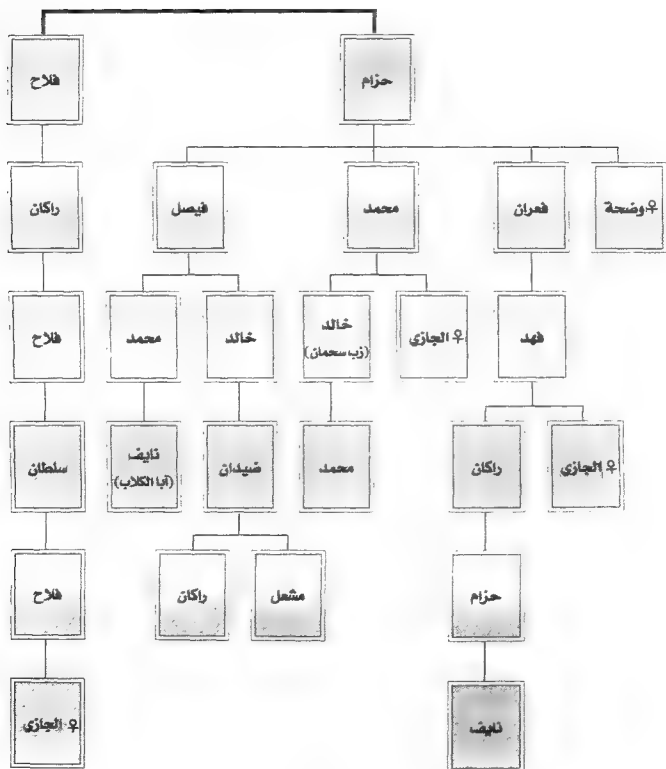 حزام
فلاح
♀وضحة
فعران
محمد
فيصل
راكان
فهد
♀ الجازي
خالد
(زب سحمان)
خالد
محمد
فلاح
♀ الجازي
راكان
محمد
ضيدان
نايف
(أبا الكلاب)
سلطان
حزام
مشعل
راكان
فلاح
نايف
♀ الجازي